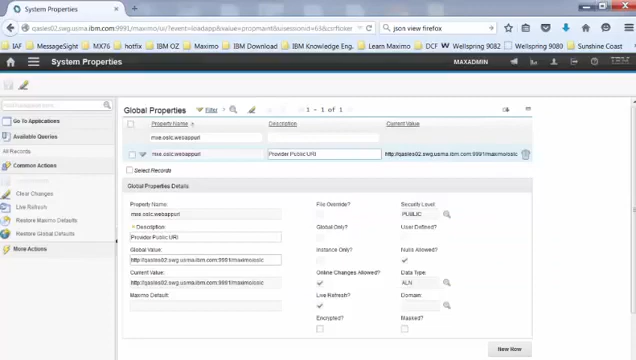 System Properties
qasles02.swg.usma.ibm.com:9991/maximo/ui/?event=loadapp&value=propmaint&uisessionid=63&csrftoken
json view firefox
IAF MessageSight MX76 hotfix IBM OZ Maximo IBM Download IBM Knowledge Eng. Learn Maximo DCF Wellspring 9080 Wellspring 9080 Sunshine Coast
System Properties
MAXADMIN
IBM
Go To Applications
Available Queries
All Records
Common Actions
Clear Changes
Live Refresh
Restore Maximo Defaults
Restore Global Defaults
More Actions
Global Properties Filter 1 - 1 of 1
Property Name Description Current Value
mxe.oslc.webappurl
mxe.oslc.webappurl Provider Public URI http://qasles02.swg.usma.ibm.com:9991/maximo/oslc
Select Records
Global Properties Details
Property Name:
mxe.oslc.webappurl
Description:
Provider Public URI
Global Value:
http://qasles02.swg.usma.ibm.com:9991/maximo/oslc
Current Value:
http://qasles02.swg.usma.ibm.com:9991/maximo/oslc
Maximo Default:
File Override?
Global Only?
Instance Only?
Online Changes Allowed?
Live Refresh?
Encrypted?
Security Level:
PUBLIC
User Defined?
Nulls Allowed?
Data Type:
ALN
Domain:
Masked?
New Row